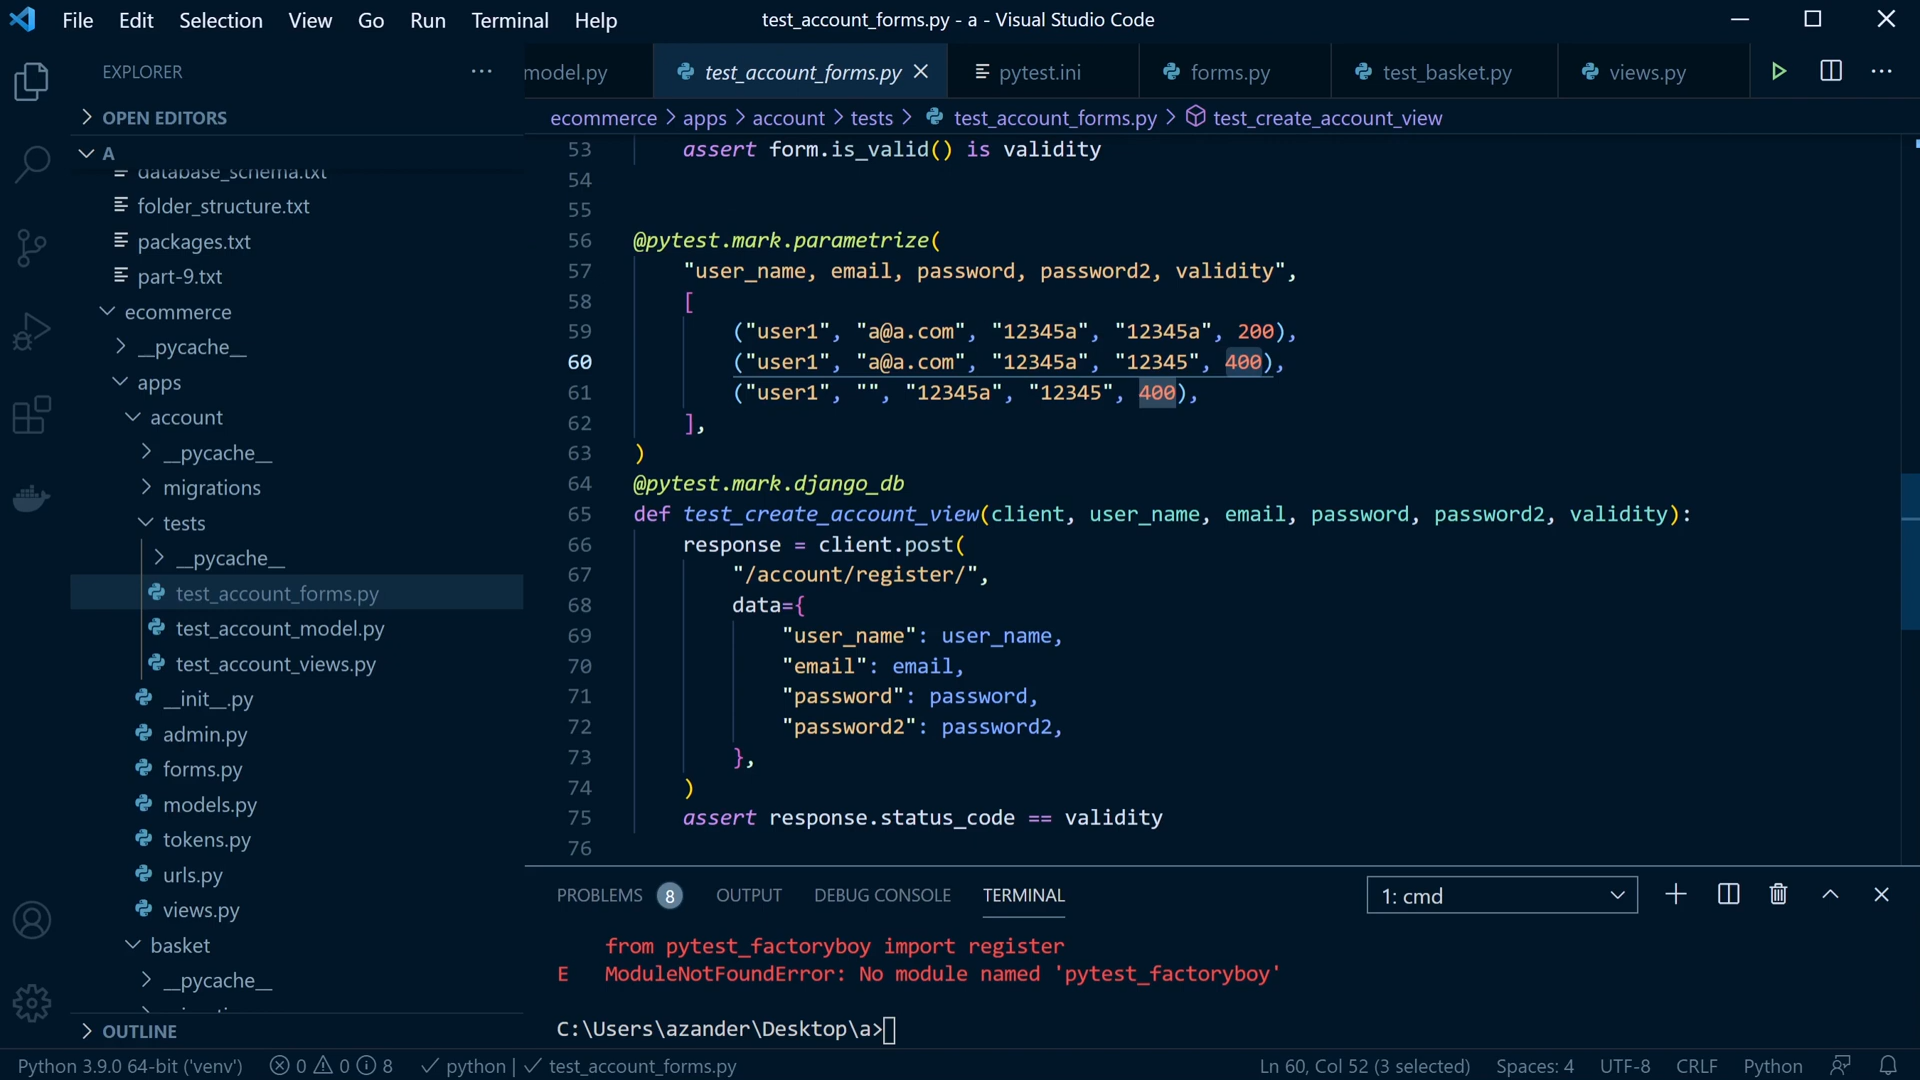 File Edit Selection View Go Run Terminal Help
test_account_forms.py - a - Visual Studio Code
EXPLORER
OPEN EDITORS
A
database_schema.txt
folder_structure.txt
packages.txt
part-9.txt
ecommerce
__pycache__
apps
account
__pycache__
migrations
tests
__pycache__
test_account_forms.py
test_account_model.py
test_account_views.py
__init__.py
admin.py
forms.py
models.py
tokens.py
urls.py
views.py
basket
__pycache__
OUTLINE
model.py test_account_forms.py pytest.ini forms.py test_basket.py views.py
ecommerce > apps > account > tests > test_account_forms.py > test_create_account_view
53 assert form.is_valid() is validity
54
55
56 @pytest.mark.parametrize(
57 "user_name, email, password, password2, validity",
58 [
59 ("user1", "a@a.com", "12345a", "12345a", 200),
60 ("user1", "a@a.com", "12345a", "12345", 400),
61 ("user1", "", "12345a", "12345", 400),
62 ],
63 )
64 @pytest.mark.django_db
65 def test_create_account_view(client, user_name, email, password, password2, validity):
66 response = client.post(
67 "/account/register/",
68 data={
69 "user_name": user_name,
70 "email": email,
71 "password": password,
72 "password2": password2,
73 },
74 )
75 assert response.status_code == validity
76
PROBLEMS 8 OUTPUT DEBUG CONSOLE TERMINAL 1: cmd
from pytest_factoryboy import register
E ModuleNotFoundError: No module named 'pytest_factoryboy'
C:\Users\azander\Desktop\a>
Python 3.9.0 64-bit ('venv') 0 0 8 python | test_account_forms.py Ln 60, Col 52 (3 selected) Spaces: 4 UTF-8 CRLF Python